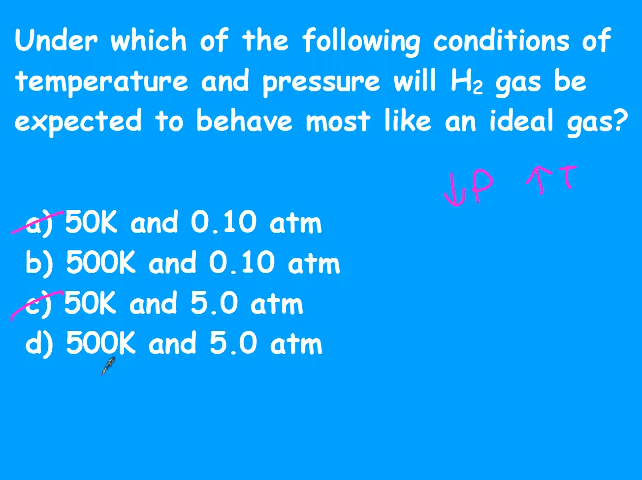 Under which of the following conditions of
temperature and pressure will H₂ gas be
expected to behave most like an ideal gas?
↓P ↑T
a) 50K and 0.10 atm
b) 500K and 0.10 atm
c) 50K and 5.0 atm
d) 500K and 5.0 atm